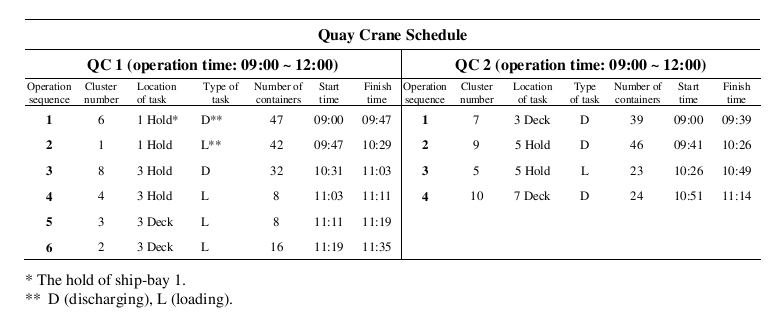 Quay Crane Schedule
QC 1 (operation time: 09:00 ~ 12:00) QC 2 (operation time: 09:00 ~ 12:00)
Operation sequence Cluster number Location of task Type of task Number of containers Start time Finish time Operation sequence Cluster number Location of task Type of task Number of containers Start time Finish time
1 6 1 Hold* D** 47 09:00 09:47 1 7 3 Deck D 39 09:00 09:39
2 1 1 Hold L** 42 09:47 10:29 2 9 5 Hold D 46 09:41 10:26
3 8 3 Hold D 32 10:31 11:03 3 5 5 Hold L 23 10:26 10:49
4 4 3 Hold L 8 11:03 11:11 4 10 7 Deck D 24 10:51 11:14
5 3 3 Deck L 8 11:11 11:19
6 2 3 Deck L 16 11:19 11:35
* The hold of ship-bay 1.
** D (discharging), L (loading).